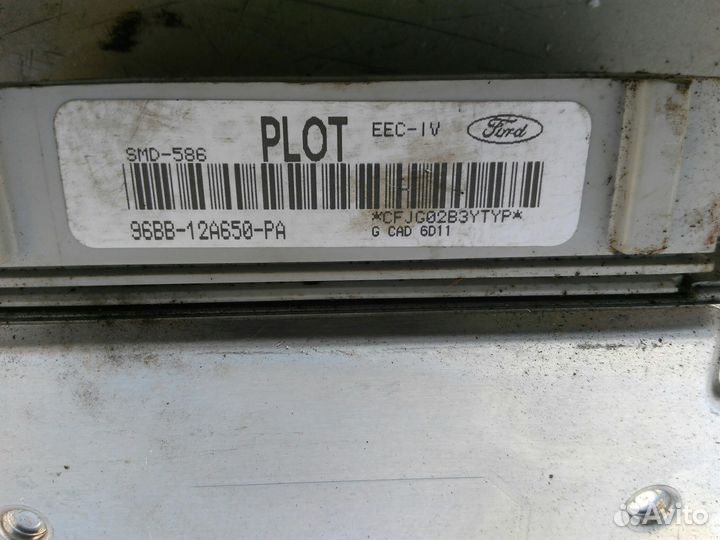 PLOT EEC-IV Ford
SMD-586
*CFJG02B3YTYP*
96BB-12A650-PA
G CAD 6D11
Avito